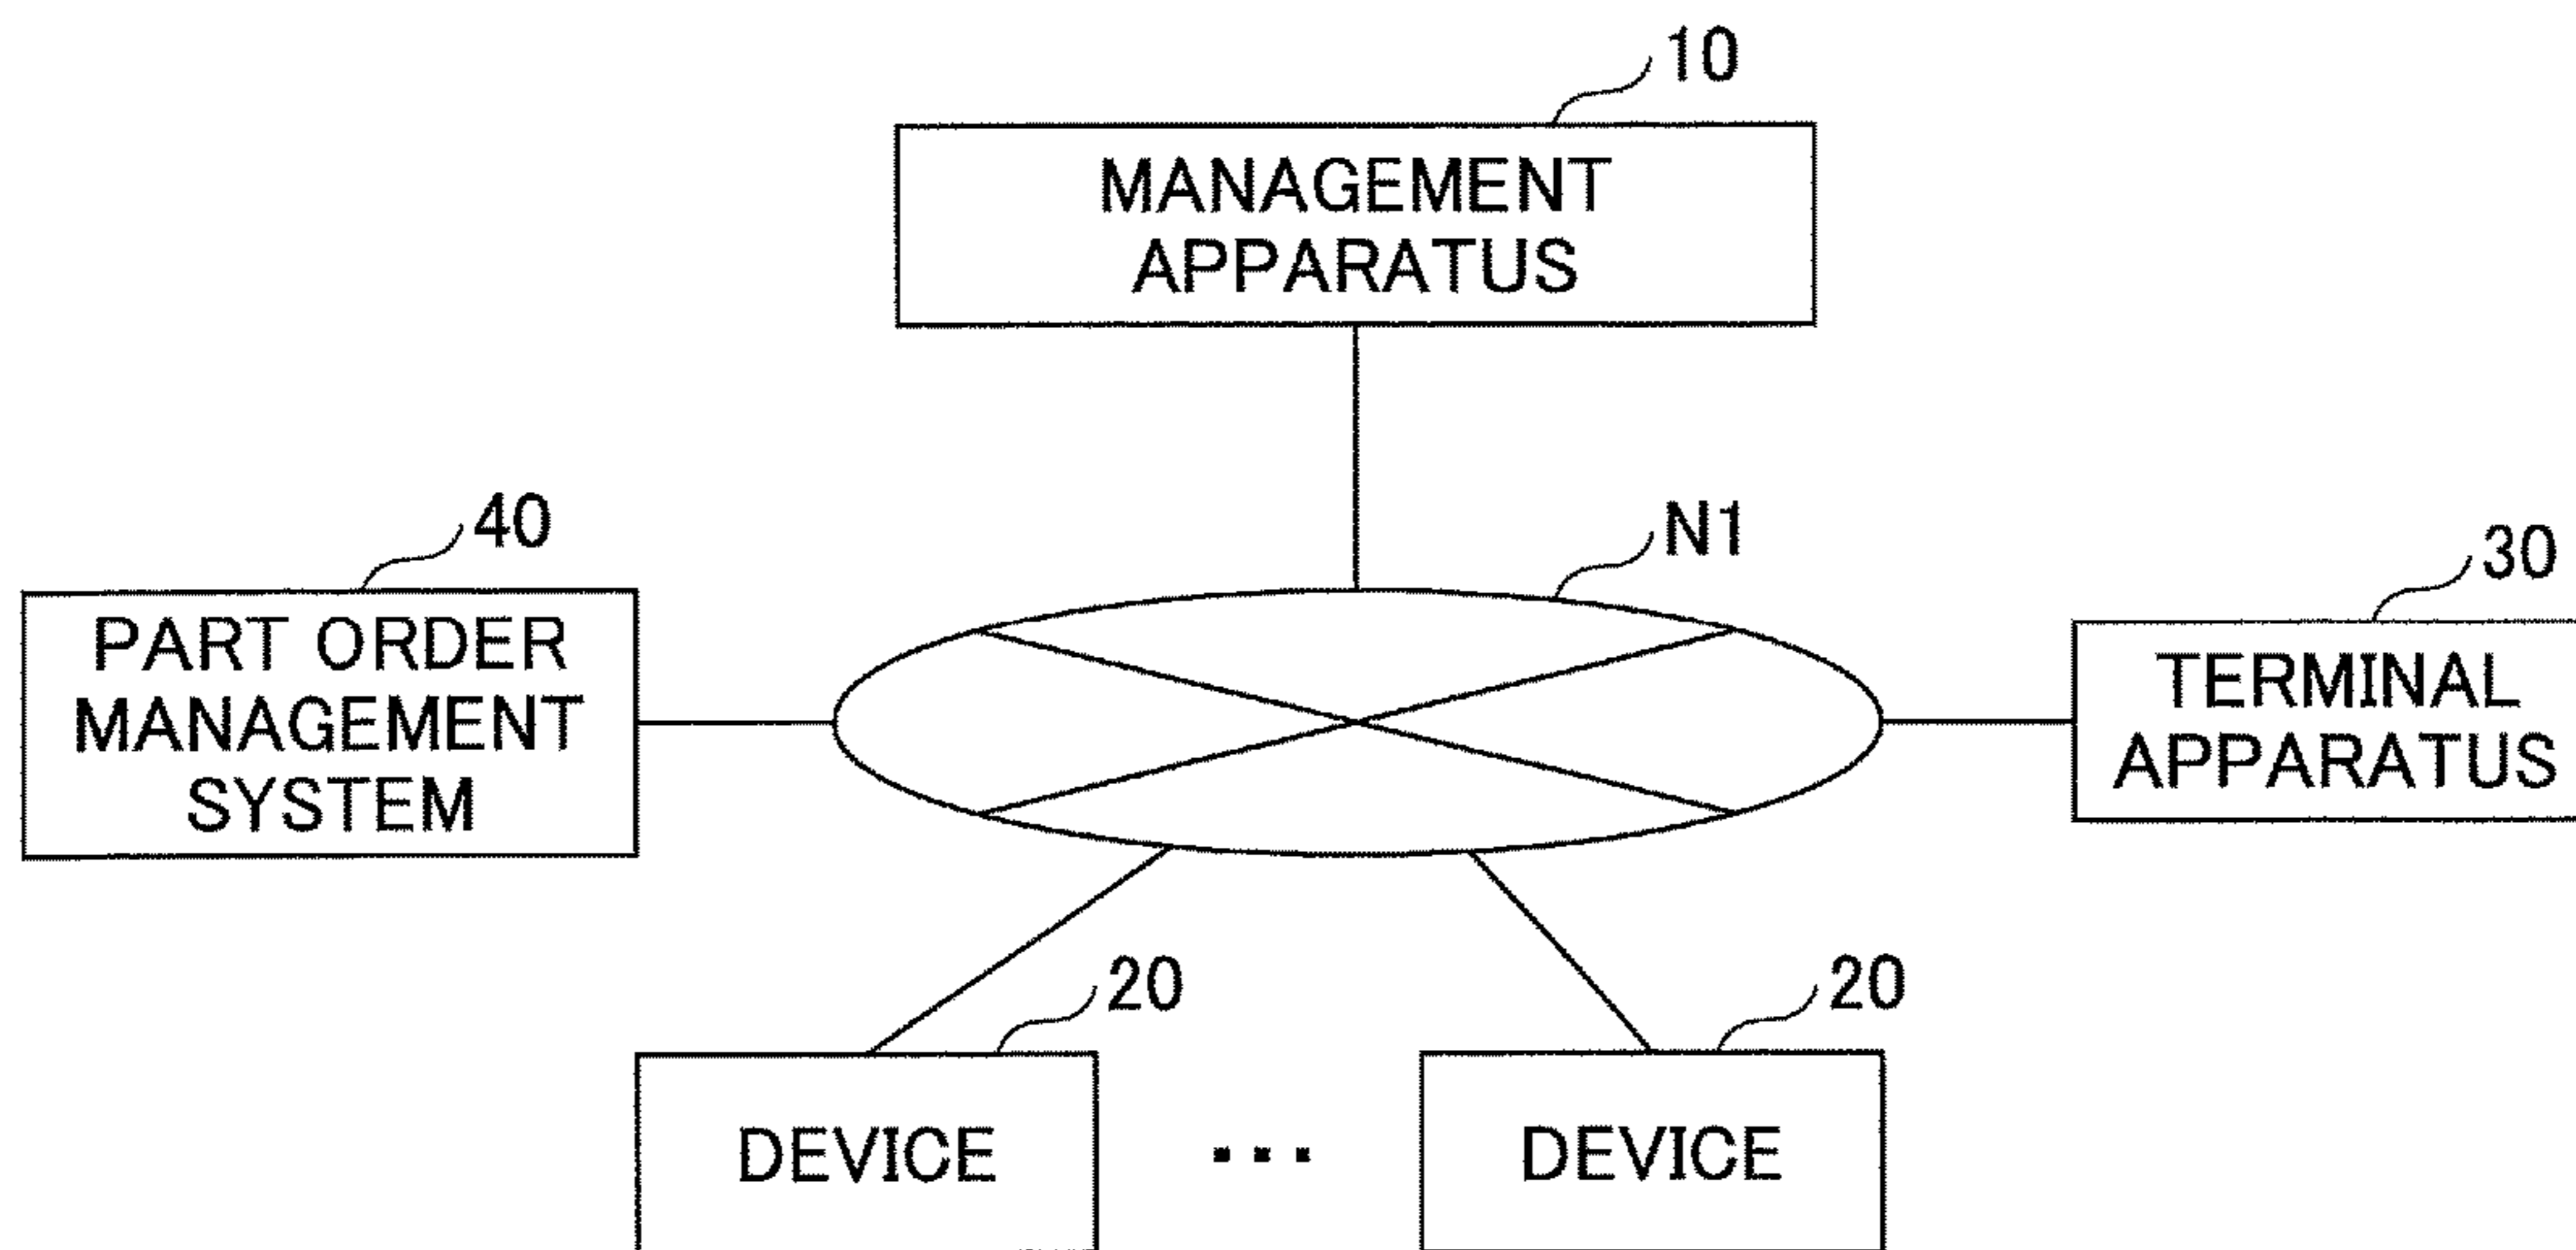 10
MANAGEMENT
APPARATUS
40
N1
30
PART ORDER
MANAGEMENT
SYSTEM
TERMINAL
APPARATUS
20
20
DEVICE
...
DEVICE